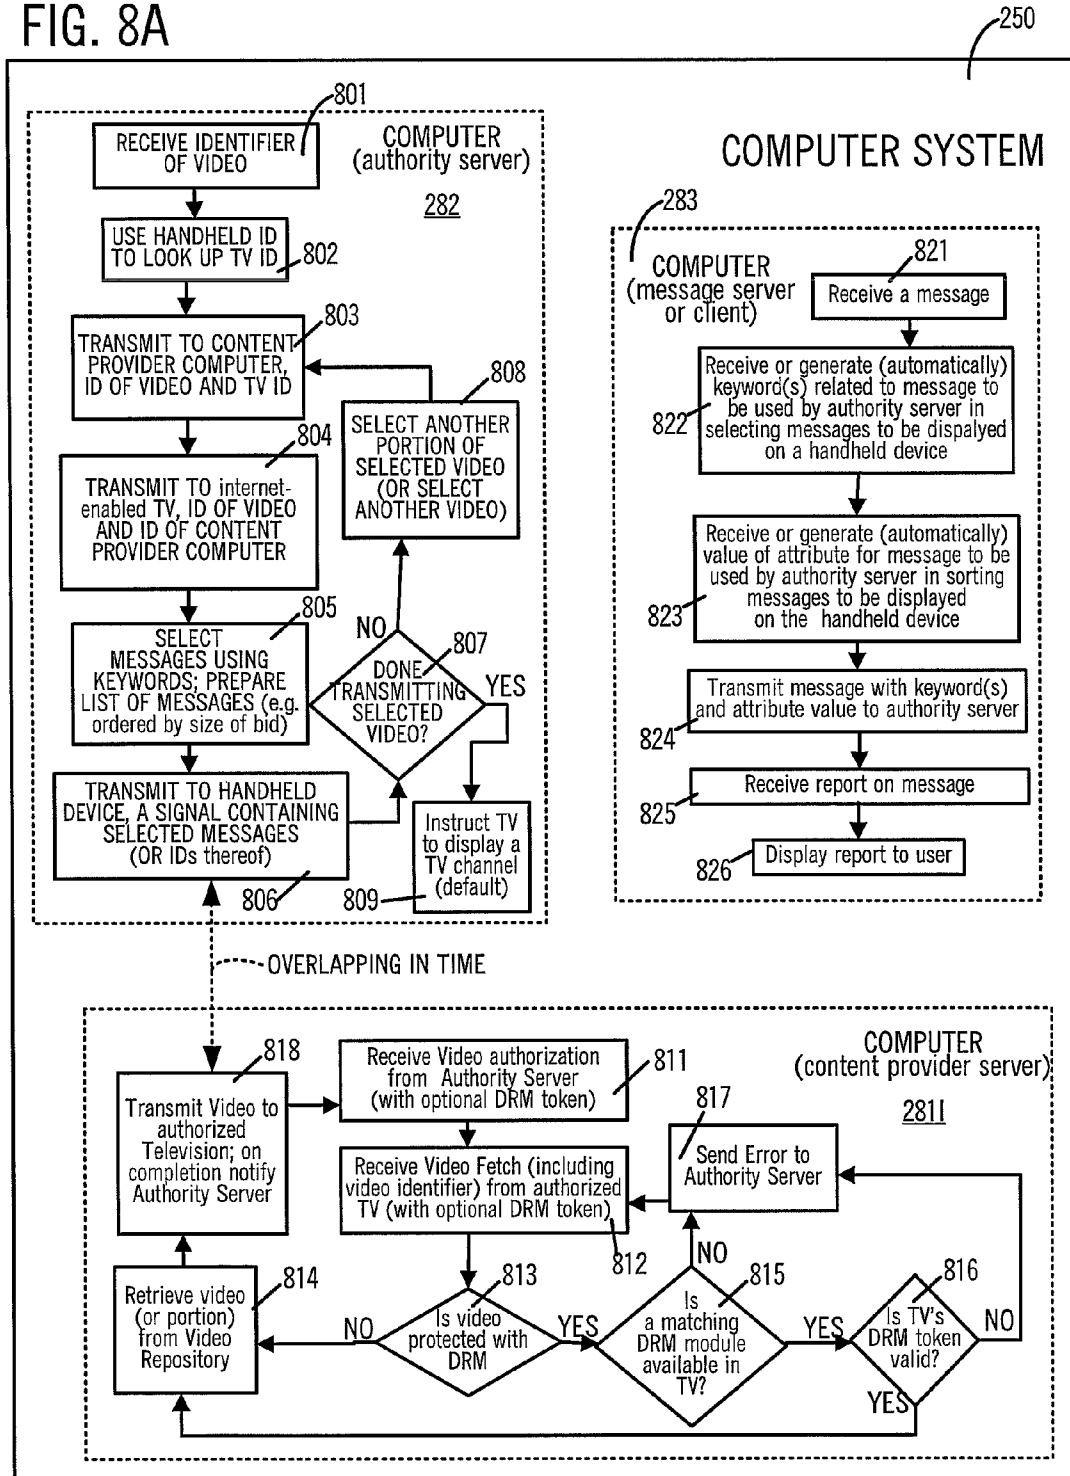 FIG. 8A
250
COMPUTER SYSTEM
801
RECEIVE IDENTIFIER
OF VIDEO
COMPUTER
(authority server)
282
USE HANDHELD ID
TO LOOK UP TV ID
802
803
TRANSMIT TO CONTENT
PROVIDER COMPUTER,
ID OF VIDEO AND TV ID
804
TRANSMIT TO internet-
enabled TV, ID OF VIDEO
AND ID OF CONTENT
PROVIDER COMPUTER
808
SELECT ANOTHER
PORTION OF
SELECTED VIDEO
(OR SELECT
ANOTHER VIDEO)
805
SELECT
MESSAGES USING
KEYWORDS; PREPARE
LIST OF MESSAGES (e.g.
ordered by size of bid)
NO
807
DONE
TRANSMITTING
SELECTED
VIDEO?
YES
TRANSMIT TO HANDHELD
DEVICE, A SIGNAL CONTAINING
SELECTED MESSAGES
(OR IDs thereof)
806
Instruct TV
to display a
TV channel
(default)
809
283
COMPUTER
(message server
or client)
821
Receive a message
Receive or generate (automatically)
keyword(s) related to message to
be used by authority server in
selecting messages to be dispalyed
on a handheld device
822
Receive or generate (automatically)
value of attribute for message to be
used by authority server in sorting
messages to be displayed
on the handheld device
823
Transmit message with keyword(s)
and attribute value to authority server
824
Receive report on message
825
Display report to user
826
OVERLAPPING IN TIME
COMPUTER
(content provider server)
281I
818
Transmit Video to
authorized
Television; on
completion notify
Authority Server
Receive Video authorization
from Authority Server
(with optional DRM token)
811
Receive Video Fetch (including
video identifier) from authorized
TV (with optional DRM token)
812
817
Send Error to
Authority Server
814
Retrieve video
(or portion)
from Video
Repository
NO
813
Is video
protected with
DRM
YES
NO
815
Is
a matching
DRM module
available in
TV?
YES
816
Is TV's
DRM token
valid?
NO
YES